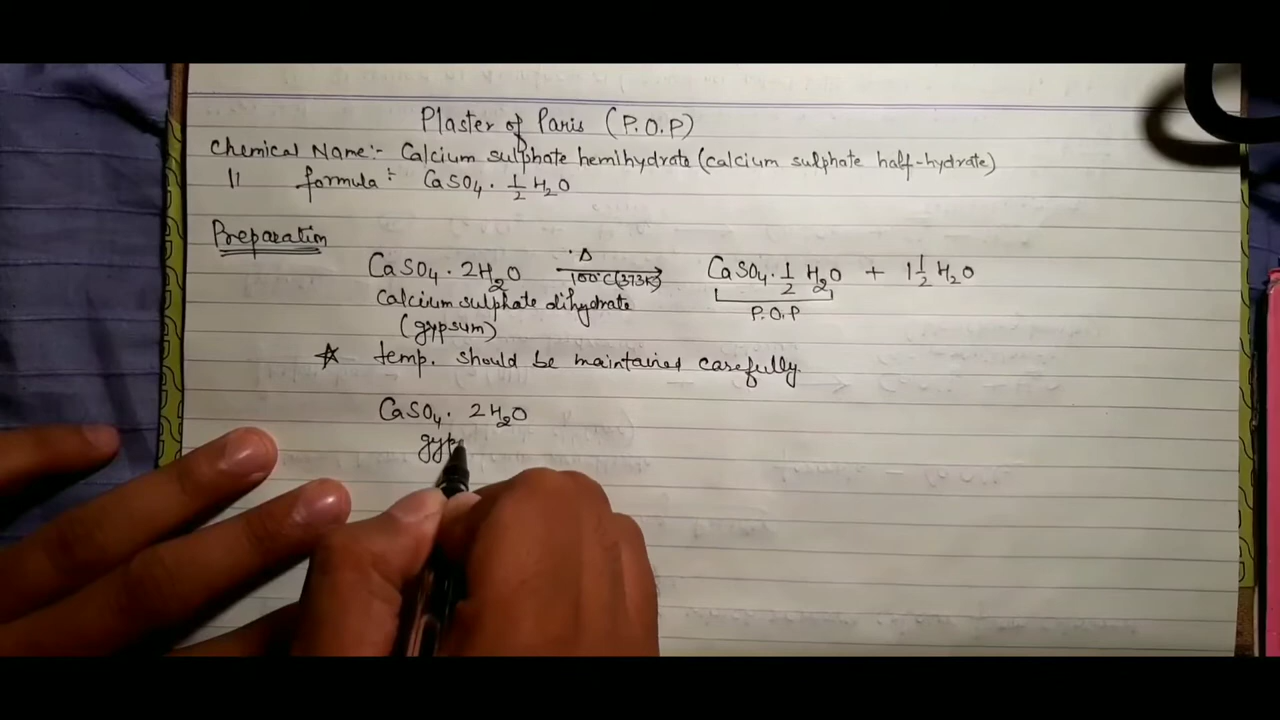 Plaster of Paris (P.O.P)
Chemical Name:- Calcium sulphate hemihydrate (calcium sulphate half-hydrate)
" formula:- CaSO₄ · ½ H₂O
Preparation
CaSO₄ · 2H₂O —Δ, 100°C(373K)→ CaSO₄ · ½ H₂O + 1½ H₂O
Calcium sulphate dihydrate P.O.P
(gypsum)
☆ temp. should be maintained carefully.
CaSO₄ · 2H₂O
gyp